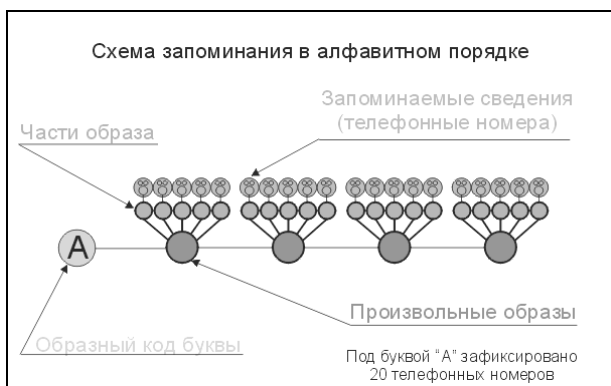 Схема запоминания в алфавитном порядке
Запоминаемые сведения
(телефонные номера)
Части образа
А
Произвольные образы
Образный код буквы
Под буквой "А" зафиксировано
20 телефонных номеров